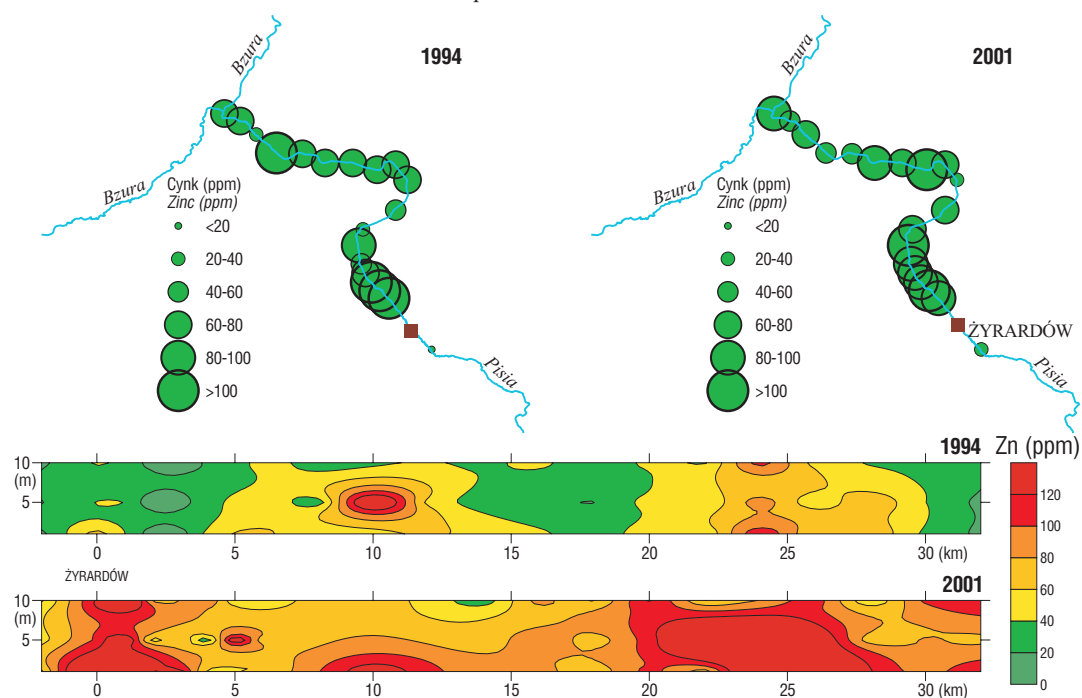 Bzura
1994
Bzura
Cynk (ppm)
Zinc (ppm)
<20
20-40
40-60
60-80
80-100
>100
Pisia
Bzura
2001
Bzura
Cynk (ppm)
Zinc (ppm)
<20
20-40
40-60
60-80
80-100
>100
ŻYRARDÓW
Pisia
1994
Zn (ppm)
10
(m)
5
0 5 10 15 20 25 30 (km)
ŻYRARDÓW
2001
10
(m)
5
0 5 10 15 20 25 30 (km)
120
100
80
60
40
20
0